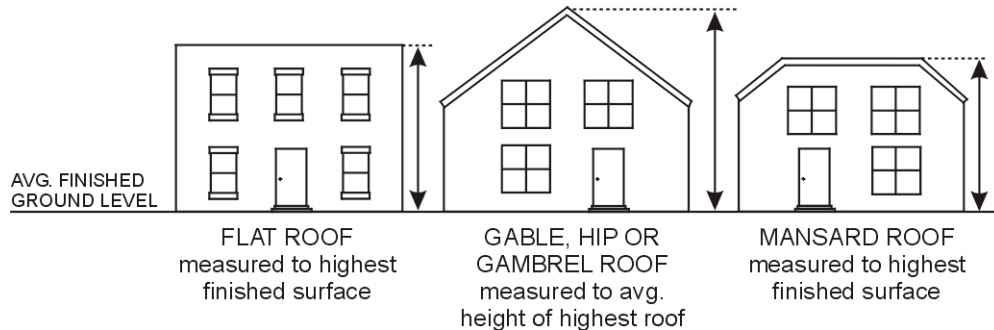 AVG. FINISHED
GROUND LEVEL
FLAT ROOF
measured to highest
finished surface
GABLE, HIP OR
GAMBREL ROOF
measured to avg.
height of highest roof
MANSARD ROOF
measured to highest
finished surface